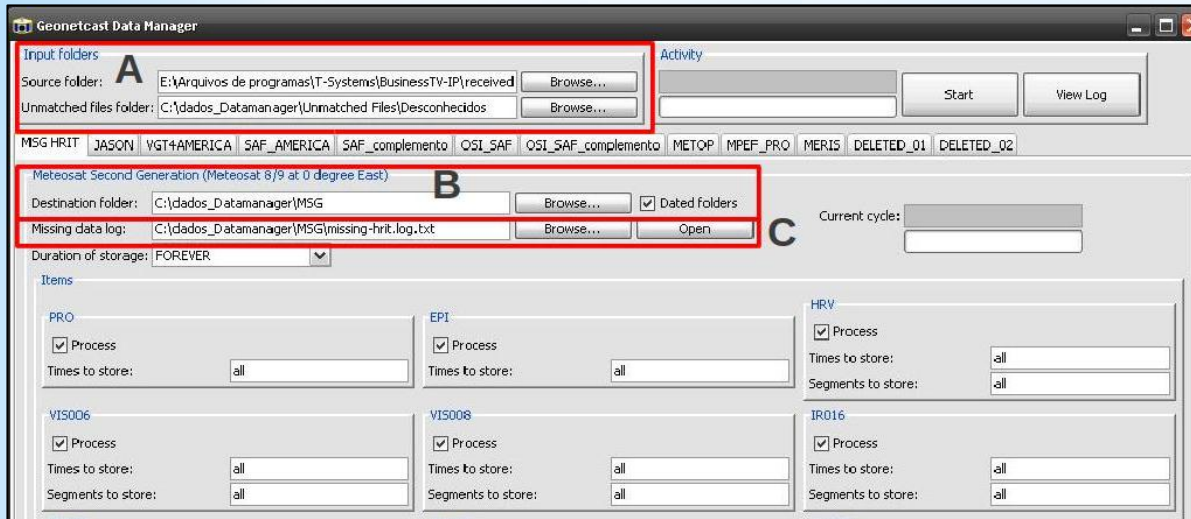 Geonetcast Data Manager
Input folders
A
Source folder: E:\Arquivos de programas\T-Systems\BusinessTV-IP\received Browse...
Unmatched files folder: C:\dados_Datamanager\Unmatched Files\Desconhecidos Browse...
Activity
Start View Log
MSG HRIT JASON VGT4AMERICA SAF_AMERICA SAF_complemento OSI_SAF OSI_SAF_complemento METOP MPEF_PRO MERIS DELETED_01 DELETED_02
Meteosat Second Generation (Meteosat 8/9 at 0 degree East)
B
Destination folder: C:\dados_Datamanager\MSG Browse... Dated folders
Missing data log: C:\dados_Datamanager\MSG\missing-hrit.log.txt Browse... Open
C
Current cycle:
Duration of storage: FOREVER
Items
PRO
Process
Times to store: all
EPI
Process
Times to store: all
HRV
Process
Times to store: all
Segments to store: all
VIS006
Process
Times to store: all
Segments to store: all
VIS008
Process
Times to store: all
Segments to store: all
IR016
Process
Times to store: all
Segments to store: all